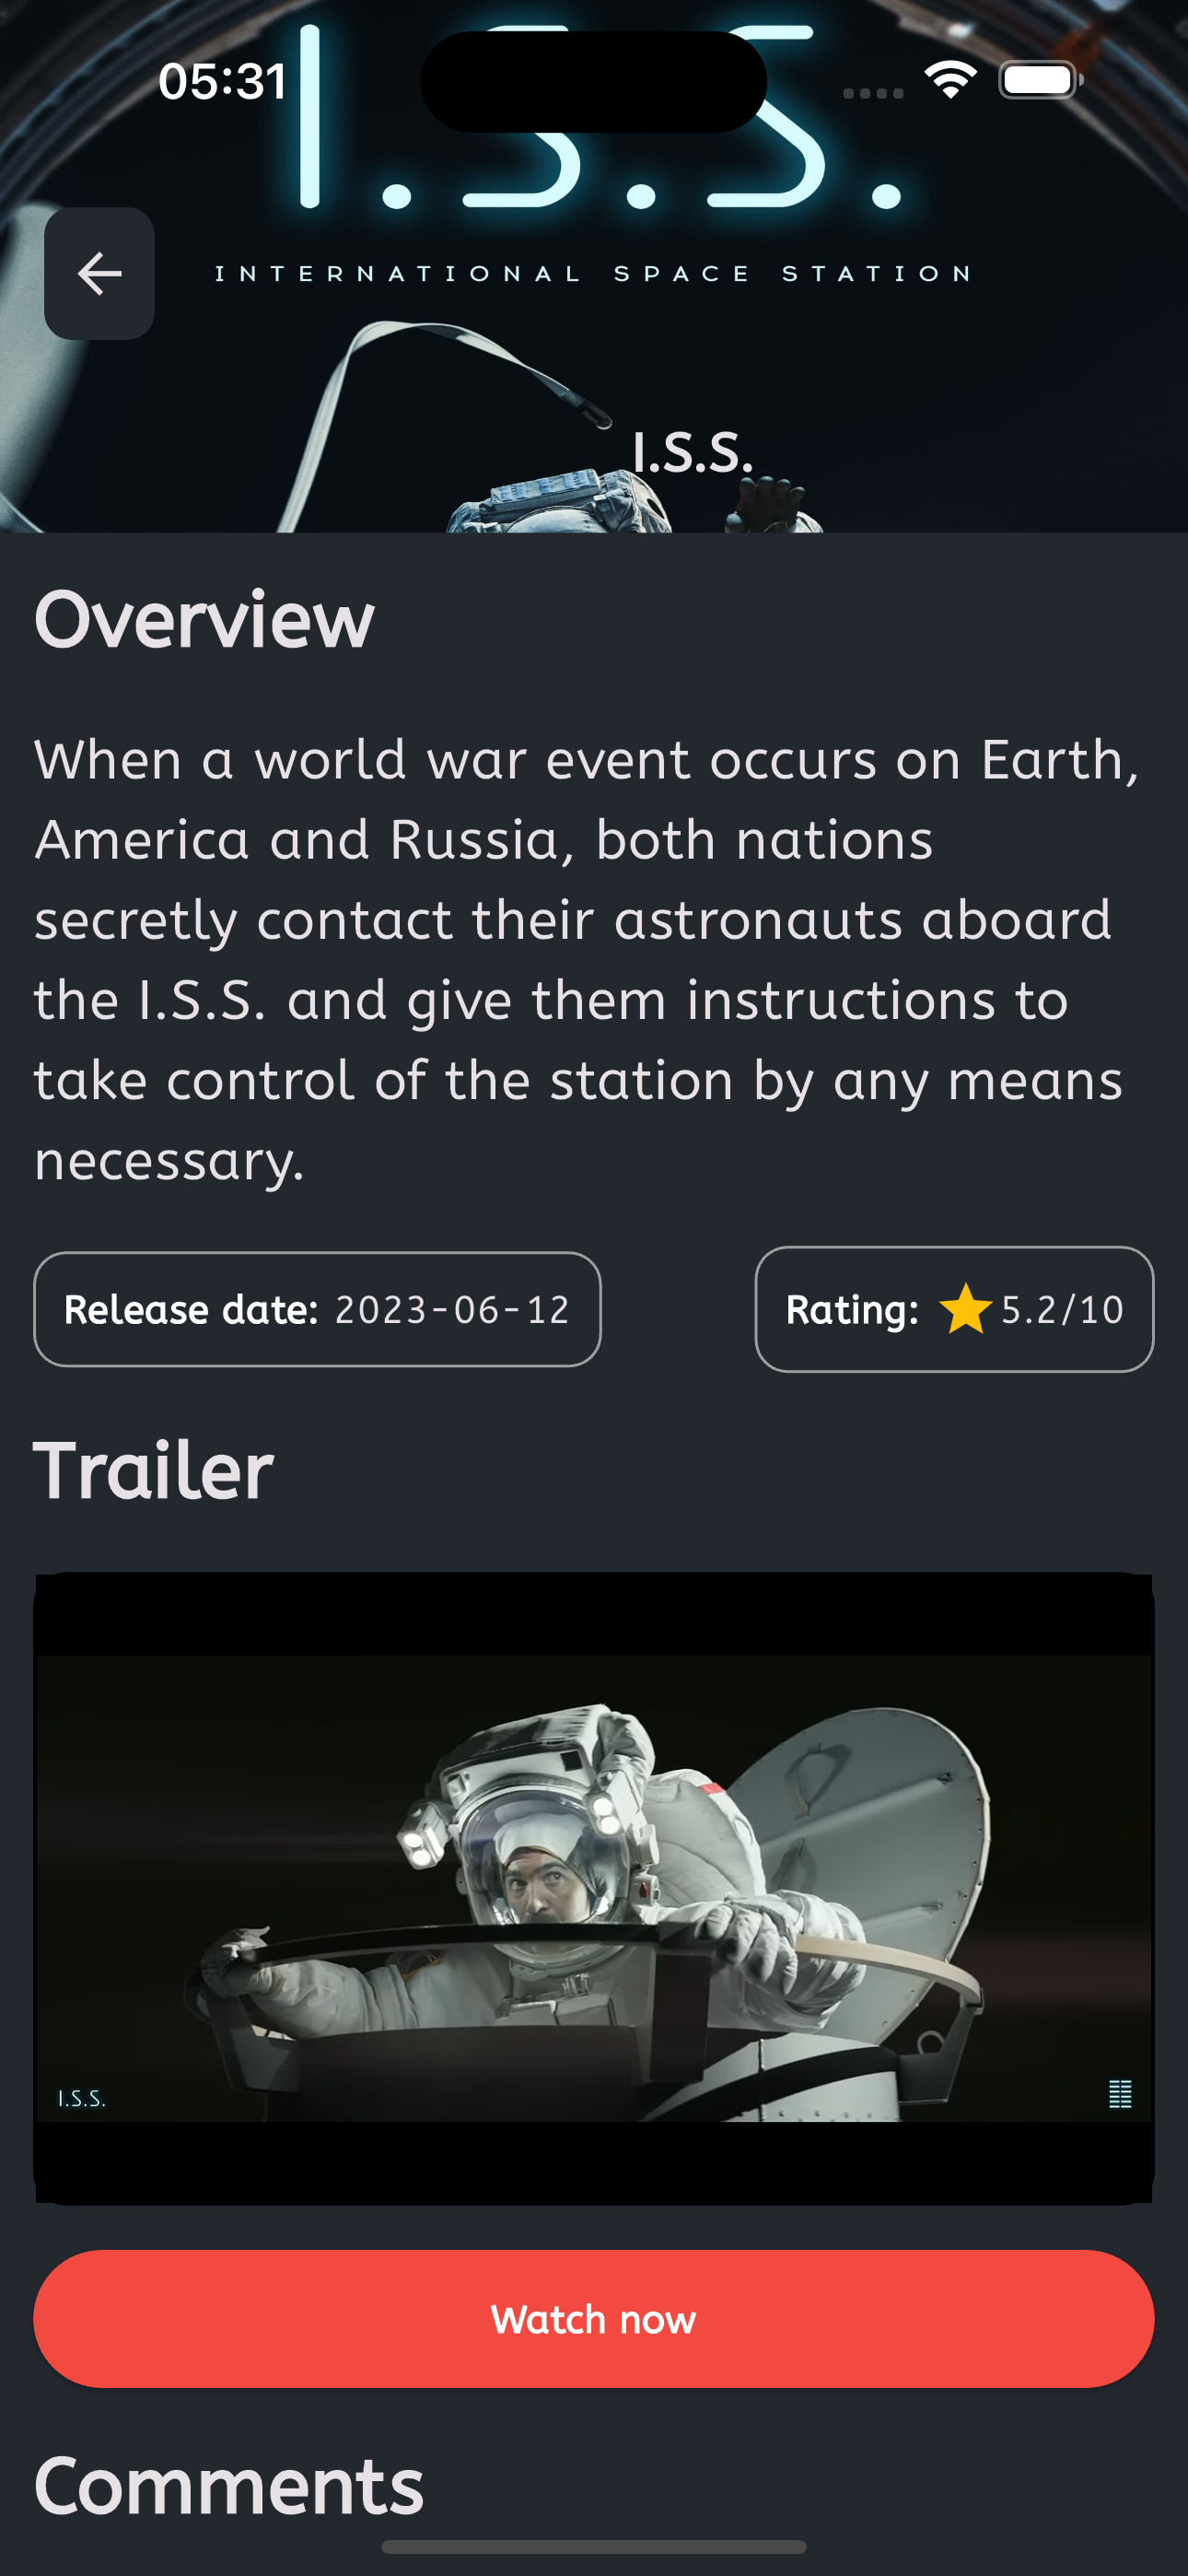 05:31
I.S.S.
INTERNATIONAL SPACE STATION
I.S.S.
Overview
When a world war event occurs on Earth,
America and Russia, both nations
secretly contact their astronauts aboard
the I.S.S. and give them instructions to
take control of the station by any means
necessary.
Release date: 2023-06-12
Rating: 5.2/10
Trailer
I.S.S.
Watch now
Comments